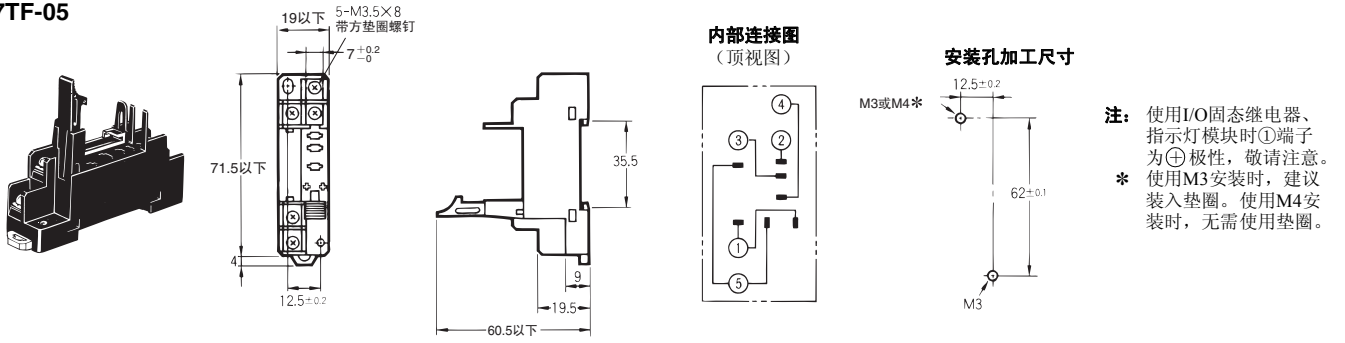 7TF-05
19以下
5-M3.5×8
带方垫圈螺钉
7+0.2 −0
71.5以下
4
12.5±0.2
35.5
9
19.5
60.5以下
内部连接图
（顶视图）
4
3
2
1
5
安装孔加工尺寸
12.5±0.2
M3或M4＊
62±0.1
M3
注： 使用I/O固态继电器、
指示灯模块时①端子
为⊕极性，敬请注意。
＊ 使用M3安装时，建议
装入垫圈。使用M4安
装时，无需使用垫圈。